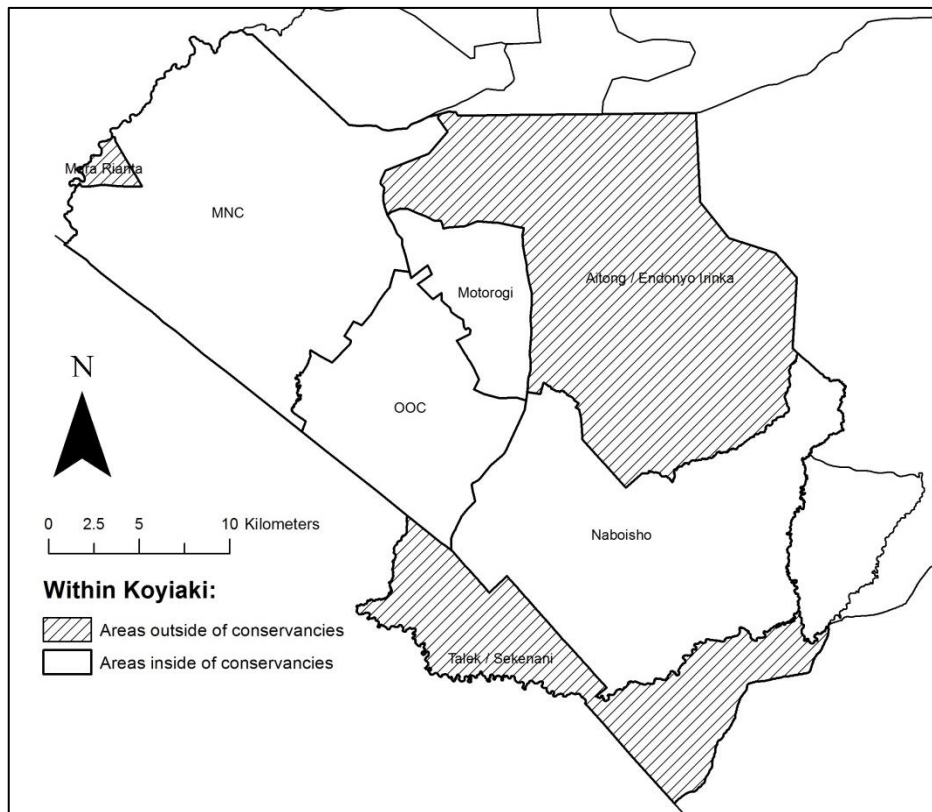 Mara Rianta
MNC
Aitong / Endonyo Irinka
Motorogi
OOC
N
0 2.5 5 10 Kilometers
Naboisho
Within Koyiaki:
Areas outside of conservancies
Areas inside of conservancies
Talek / Sekenani